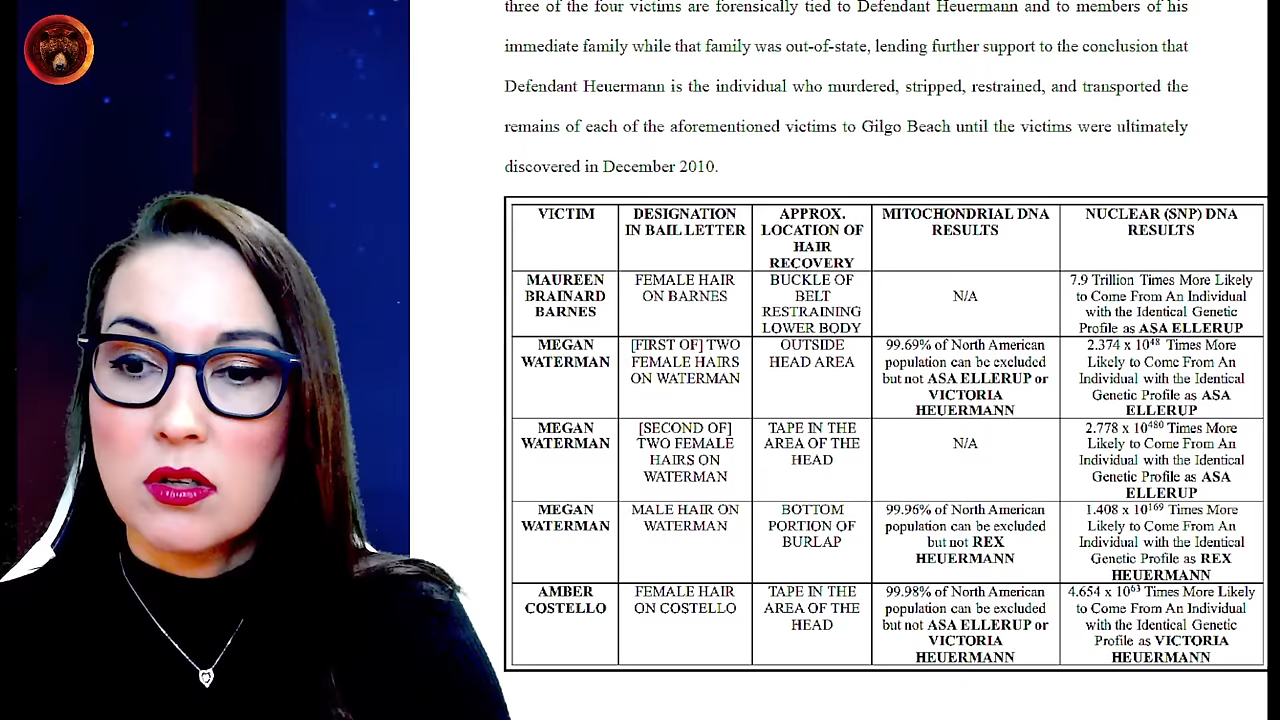 three of the four victims are forensically tied to Defendant Heuermann and to members of his
immediate family while that family was out-of-state, lending further support to the conclusion that
Defendant Heuermann is the individual who murdered, stripped, restrained, and transported the
remains of each of the aforementioned victims to Gilgo Beach until the victims were ultimately
discovered in December 2010.
VICTIM
DESIGNATION
IN BAIL LETTER
APPROX.
LOCATION OF
HAIR
RECOVERY
MITOCHONDRIAL DNA
RESULTS
NUCLEAR (SNP) DNA
RESULTS
MAUREEN
BRAINARD
BARNES
FEMALE HAIR
ON BARNES
BUCKLE OF
BELT
RESTRAINING
LOWER BODY
N/A
7.9 Trillion Times More Likely
to Come From An Individual
with the Identical Genetic
Profile as ASA ELLERUP
MEGAN
WATERMAN
[FIRST OF] TWO
FEMALE HAIRS
ON WATERMAN
OUTSIDE
HEAD AREA
99.69% of North American
population can be excluded
but not ASA ELLERUP or
VICTORIA
HEUERMANN
2.374 x 10⁴⁸ Times More
Likely to Come From An
Individual with the Identical
Genetic Profile as ASA
ELLERUP
MEGAN
WATERMAN
[SECOND OF]
TWO FEMALE
HAIRS ON
WATERMAN
TAPE IN THE
AREA OF THE
HEAD
N/A
2.778 x 10⁴⁸⁰ Times More
Likely to Come From An
Individual with the Identical
Genetic Profile as ASA
ELLERUP
MEGAN
WATERMAN
MALE HAIR ON
WATERMAN
BOTTOM
PORTION OF
BURLAP
99.96% of North American
population can be excluded
but not REX
HEUERMANN
1.408 x 10¹⁶⁹ Times More
Likely to Come From An
Individual with the Identical
Genetic Profile as REX
HEUERMANN
AMBER
COSTELLO
FEMALE HAIR
ON COSTELLO
TAPE IN THE
AREA OF THE
HEAD
99.98% of North American
population can be excluded
but not ASA ELLERUP or
VICTORIA
HEUERMANN
4.654 x 10⁶³ Times More Likely
to Come From An Individual
with the Identical Genetic
Profile as VICTORIA
HEUERMANN